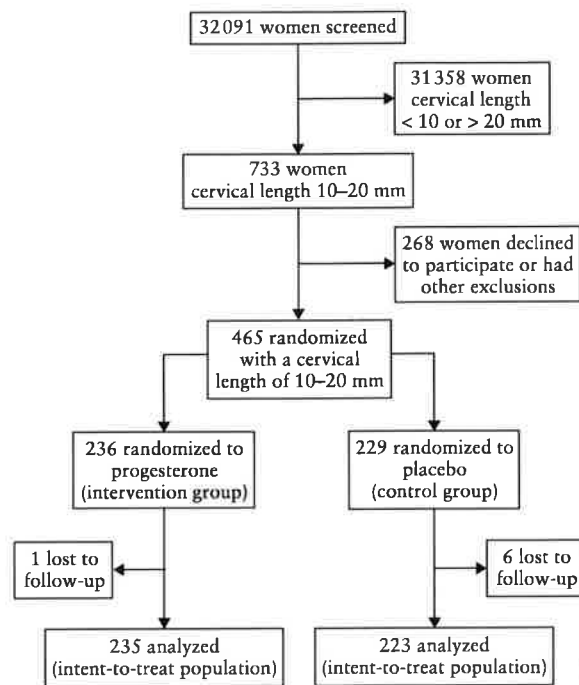 32 091 women screened
31 358 women
cervical length
< 10 or > 20 mm
733 women
cervical length 10–20 mm
268 women declined
to participate or had
other exclusions
465 randomized
with a cervical
length of 10–20 mm
236 randomized to
progesterone
(intervention group)
229 randomized to
placebo
(control group)
1 lost to
follow-up
6 lost to
follow-up
235 analyzed
(intent-to-treat population)
223 analyzed
(intent-to-treat population)